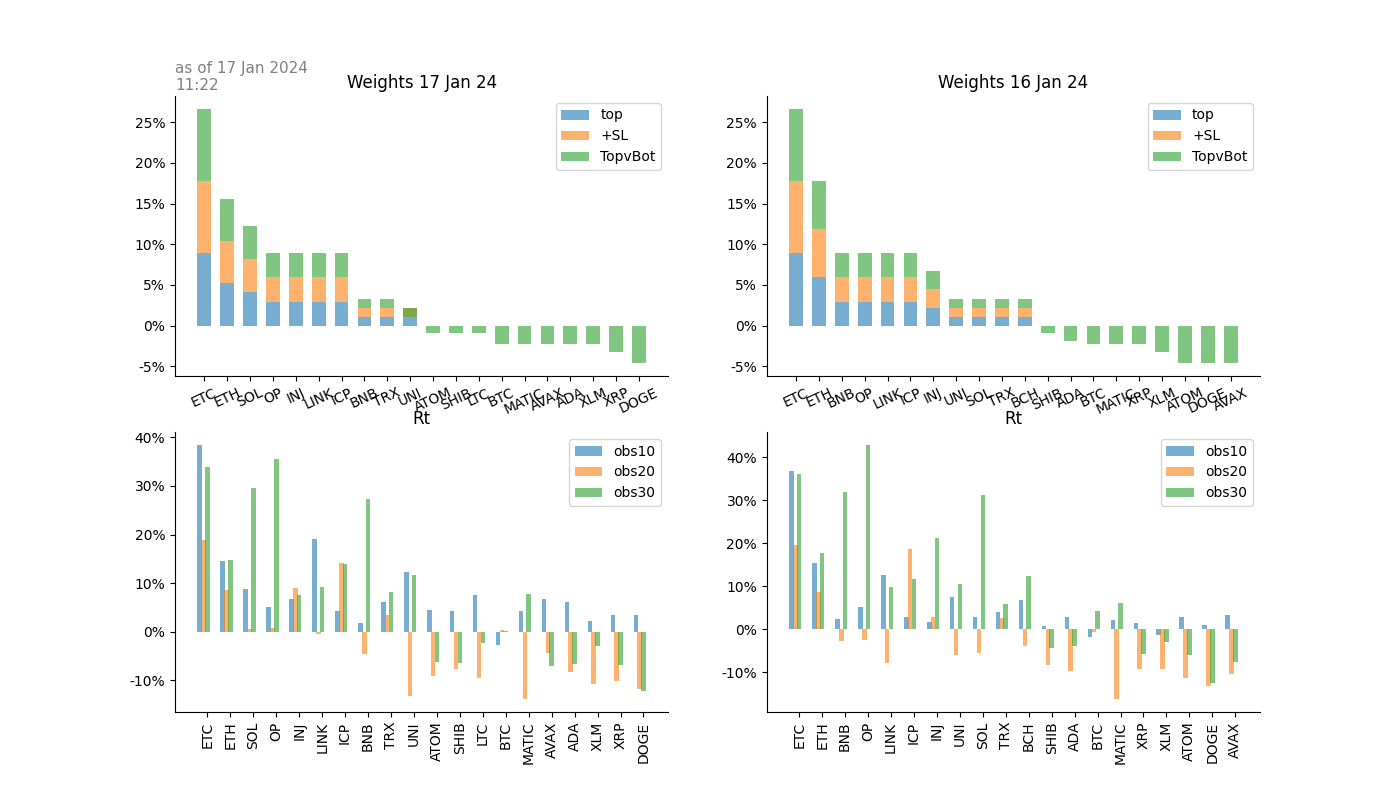 as of 17 Jan 2024
11:22
Weights 17 Jan 24
25%
20%
15%
10%
5%
0%
-5%
top
+SL
TopvBot
ETC ETH SOL OP INJ LINK ICP BNB TRX UNI ATOM SHIB LTC BTC MATIC AVAX ADA XLM XRP DOGE
Weights 16 Jan 24
25%
20%
15%
10%
5%
0%
-5%
top
+SL
TopvBot
ETC ETH BNB OP LINK ICP INJ UNI SOL TRX BCH SHIB ADA BTC MATIC XRP XLM ATOM DOGE AVAX
Rt
40%
30%
20%
10%
0%
-10%
obs10
obs20
obs30
ETC ETH SOL OP INJ LINK ICP BNB TRX UNI ATOM SHIB LTC BTC MATIC AVAX ADA XLM XRP DOGE
Rt
40%
30%
20%
10%
0%
-10%
obs10
obs20
obs30
ETC ETH BNB OP LINK ICP INJ UNI SOL TRX BCH SHIB ADA BTC MATIC XRP XLM ATOM DOGE AVAX